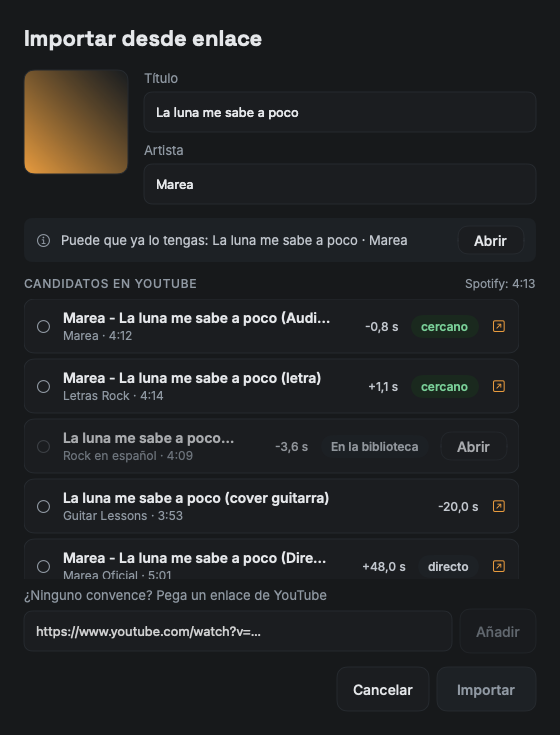 Importar desde enlace
Título
La luna me sabe a poco
Artista
Marea
Puede que ya lo tengas: La luna me sabe a poco · Marea
Abrir
CANDIDATOS EN YOUTUBE
Spotify: 4:13
Marea - La luna me sabe a poco (Audi...
Marea · 4:12
-0,8 s
cercano
Marea - La luna me sabe a poco (letra)
Letras Rock · 4:14
+1,1 s
cercano
La luna me sabe a poco...
Rock en español · 4:09
-3,6 s
En la biblioteca
Abrir
La luna me sabe a poco (cover guitarra)
Guitar Lessons · 3:53
-20,0 s
Marea - La luna me sabe a poco (Dire...
Marea Oficial · 5:01
+48,0 s
directo
¿Ninguno convence? Pega un enlace de YouTube
https://www.youtube.com/watch?v=...
Añadir
Cancelar
Importar